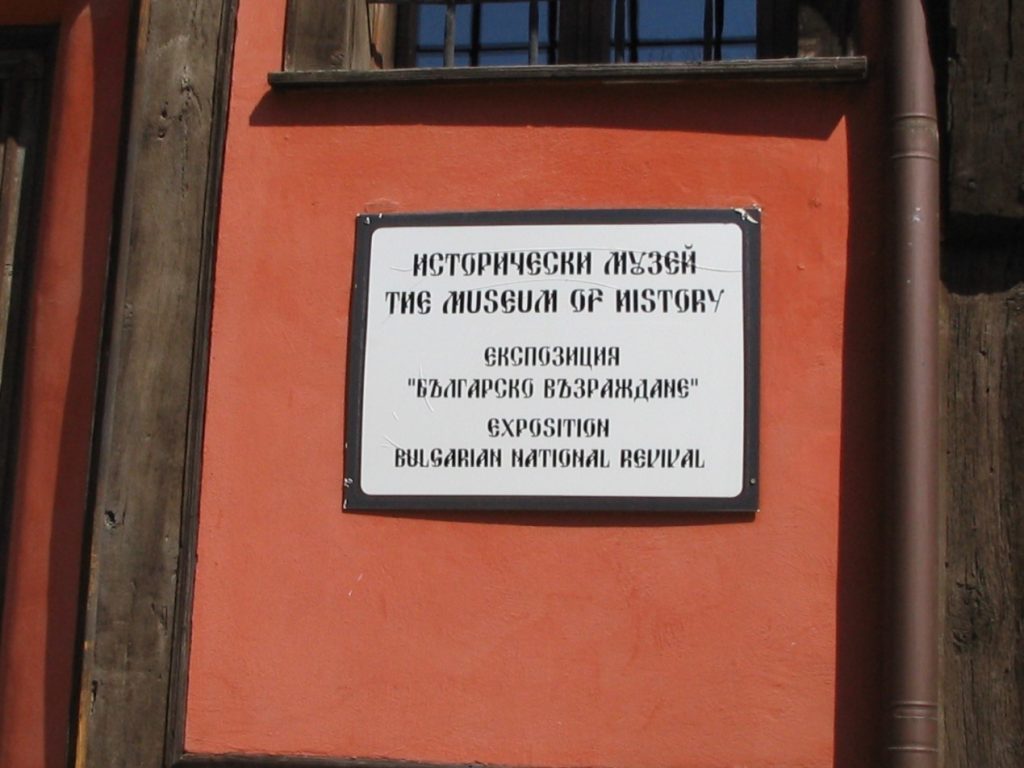 ИСТОРИЧЕСКИ МУЗЕЙ
THE MUSEUM OF HISTORY
ЕКСПОЗИЦИЯ
"БЪЛГАРСКО ВЪЗРАЖДАНЕ"
EXPOSITION
BULGARIAN NATIONAL REVIVAL